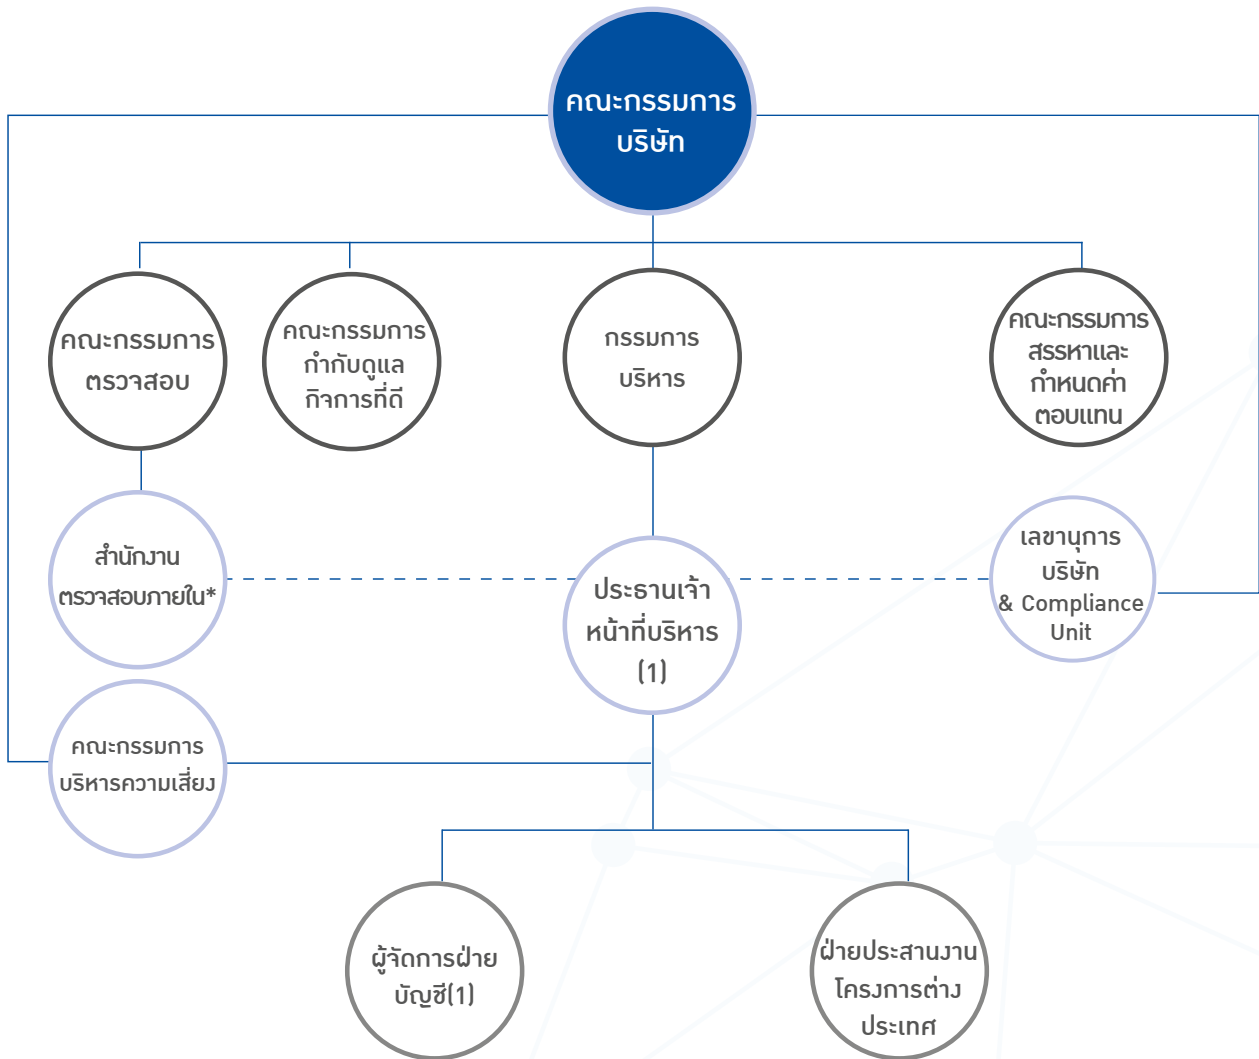 คณะกรรมการ
บริษัท
คณะกรรมการ
ตรวจสอบ
คณะกรรมการ
กำกับดูแล
กิจการที่ดี
กรรมการ
บริหาร
คณะกรรมการ
สรรหาและ
กำหนดค่า
ตอบแทน
สำนักงาน
ตรวจสอบภายใน*
ประธานเจ้า
หน้าที่บริหาร
(1)
เลขานุการ
บริษัท
& Compliance
Unit
คณะกรรมการ
บริหารความเสี่ยง
ผู้จัดการฝ่าย
บัญชี(1)
ฝ่ายประสานงาน
โครงการต่าง
ประเทศ